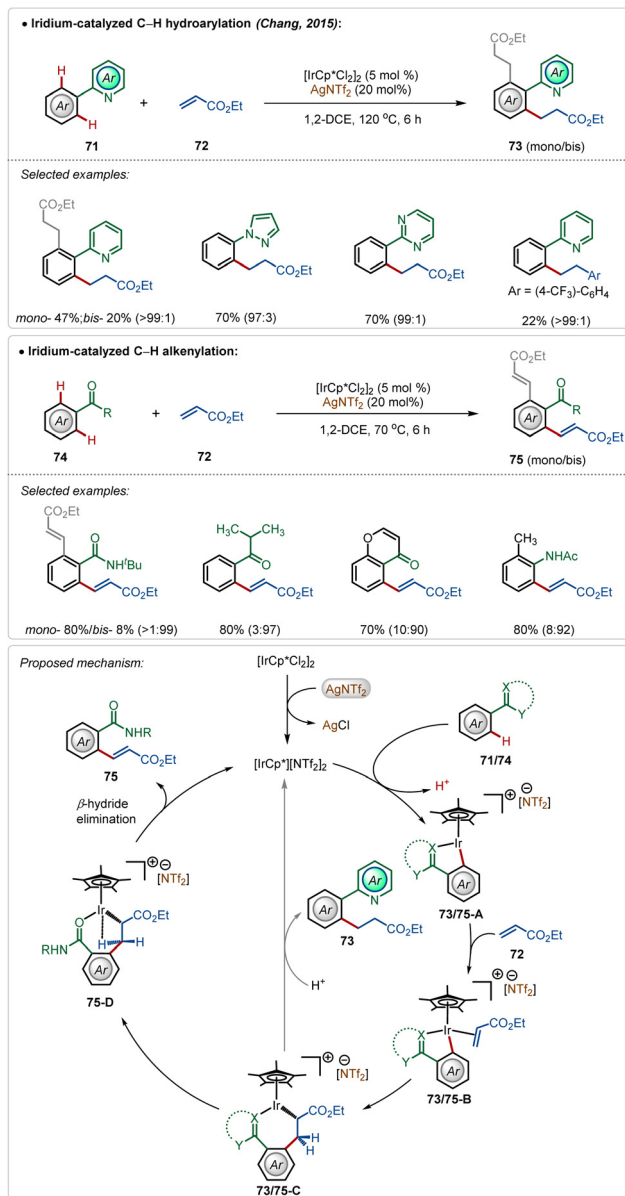 • Iridium-catalyzed C–H hydroarylation (Chang, 2015):
H
Ar
Ar
N
H
71
+
CO₂Et
72
[IrCp*Cl₂]₂ (5 mol %)
AgNTf₂ (20 mol%)
1,2-DCE, 120 °C, 6 h
CO₂Et
Ar
Ar
N
CO₂Et
73 (mono/bis)
Selected examples:
CO₂Et
N
CO₂Et
mono- 47%;bis- 20% (>99:1)
N
N
CO₂Et
70% (97:3)
N
N
CO₂Et
70% (99:1)
N
Ar
Ar = (4-CF₃)-C₆H₄
22% (>99:1)
• Iridium-catalyzed C–H alkenylation:
H
O
Ar
R
H
74
+
CO₂Et
72
[IrCp*Cl₂]₂ (5 mol %)
AgNTf₂ (20 mol%)
1,2-DCE, 70 °C, 6 h
CO₂Et
O
Ar
R
CO₂Et
75 (mono/bis)
Selected examples:
CO₂Et
O
NHᵗBu
CO₂Et
mono- 80%/bis- 8% (>1:99)
H₃C
CH₃
O
CO₂Et
80% (3:97)
O
O
CO₂Et
70% (10:90)
CH₃
NHAc
CO₂Et
80% (8:92)
Proposed mechanism:
[IrCp*Cl₂]₂
AgNTf₂
AgCl
[IrCp*][NTf₂]₂
O
NHR
Ar
CO₂Et
75
β-hydride
elimination
X
Y
Ar
H
71/74
H⁺
⊕ ⊖
[NTf₂]
Ir
X
Y
Ar
73/75-A
CO₂Et
72
⊕ ⊖
[NTf₂]
Ir
CO₂Et
O
H
H
RHN
Ar
75-D
Ar
Ar
N
CO₂Et
73
H⁺
⊕ ⊖
[NTf₂]
CO₂Et
Ir
X
Y
Ar
73/75-B
⊕ ⊖
[NTf₂]
Ir
CO₂Et
X
H
Y
H
Ar
73/75-C